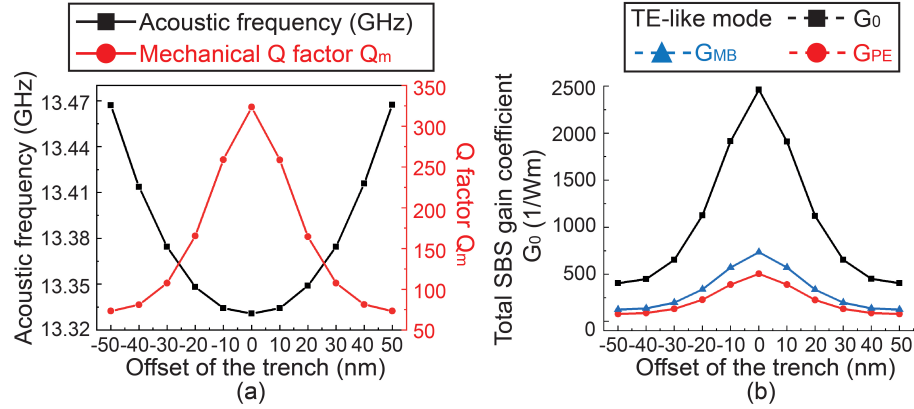 Acoustic frequency (GHz)
Mechanical Q factor Qm
Acoustic frequency (GHz)
13.47
13.44
13.41
13.38
13.35
13.32
350
300
250
200
150
100
50
Q factor Qm
-50 -40 -30 -20 -10 0 10 20 30 40 50
Offset of the trench (nm)
(a)
TE-like mode
G0
GMB
GPE
Total SBS gain coefficient
G0 (1/Wm)
2500
2000
1500
2500
500
0
-50 -40 -30 -20 -10 0 10 20 30 40 50
Offset of the trench (nm)
(b)